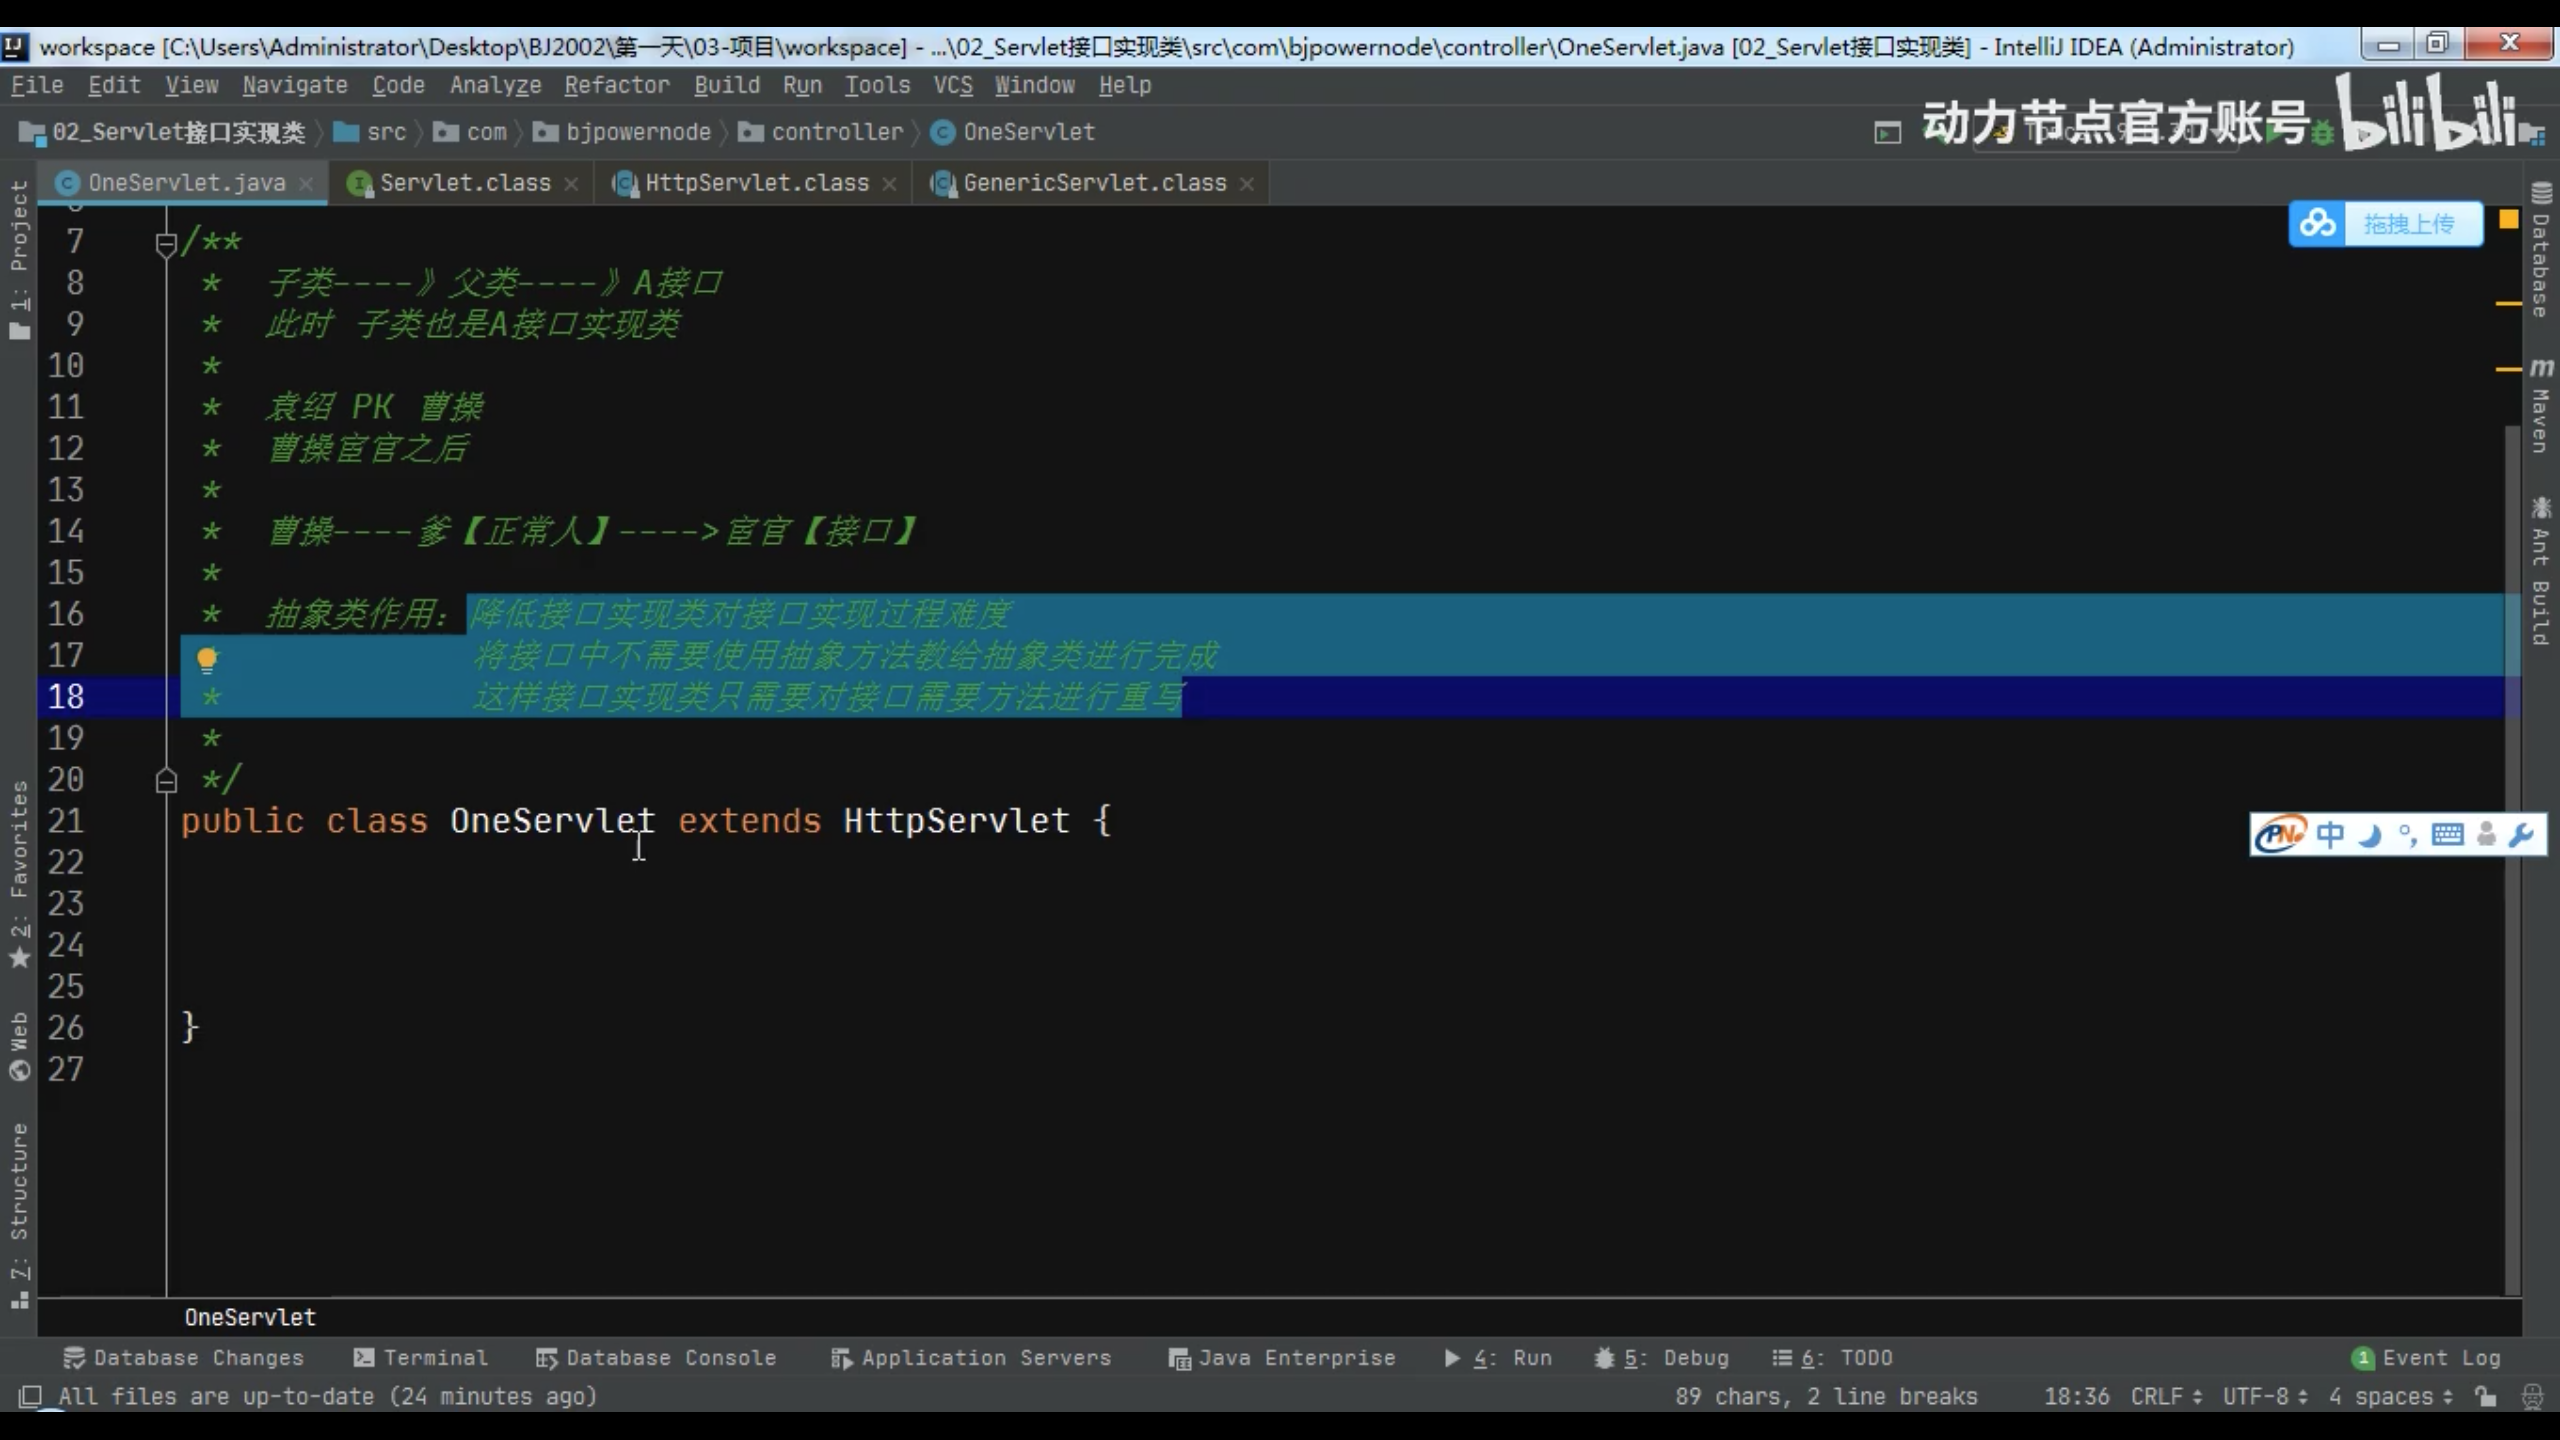 workspace [C:\Users\Administrator\Desktop\BJ2002\第一天\03-项目\workspace] - ...\02_Servlet接口实现类\src\com\bjpowernode\controller\OneServlet.java [02_Servlet接口实现类] - IntelliJ IDEA (Administrator)
File Edit View Navigate Code Analyze Refactor Build Run Tools VCS Window Help
动力节点官方账号 bilibili
02_Servlet接口实现类 src com bjpowernode controller OneServlet
OneServlet.java Servlet.class HttpServlet.class GenericServlet.class
拖拽上传
7 /**
8 * 子类----》父类----》A接口
9 * 此时 子类也是A接口实现类
10 *
11 * 袁绍 PK 曹操
12 * 曹操宦官之后
13 *
14 * 曹操----爹【正常人】---->宦官【接口】
15 *
16 * 抽象类作用：降低接口实现类对接口实现过程难度
17 将接口中不需要使用抽象方法教给抽象类进行完成
18 * 这样接口实现类只需要对接口需要方法进行重写
19 *
20 */
21 public class OneServlet extends HttpServlet {
22
23
24
25
26 }
27
1: Project
2: Favorites
Web
7: Structure
Database
Maven
Ant Build
中
OneServlet
Database Changes Terminal Database Console Application Servers Java Enterprise 4: Run 5: Debug 6: TODO 1 Event Log
All files are up-to-date (24 minutes ago) 89 chars, 2 line breaks 18:36 CRLF UTF-8 4 spaces